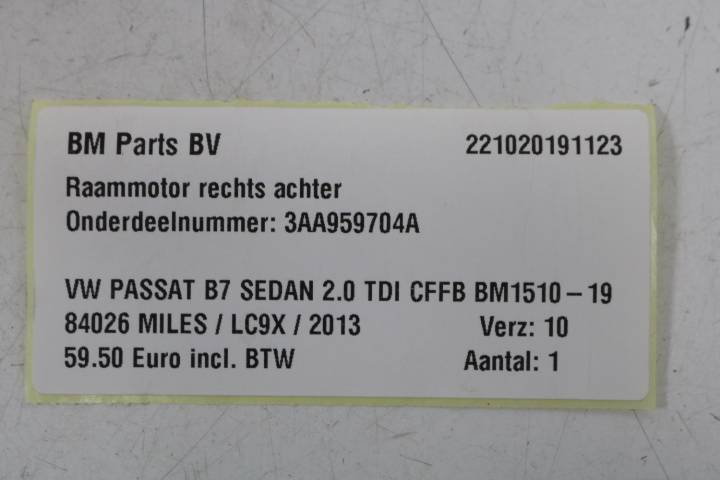 BM Parts BV 221020191123
Raammotor rechts achter
Onderdeelnummer: 3AA959704A
VW PASSAT B7 SEDAN 2.0 TDI CFFB BM1510-19
84026 MILES / LC9X / 2013 Verz: 10
59.50 Euro incl. BTW Aantal: 1